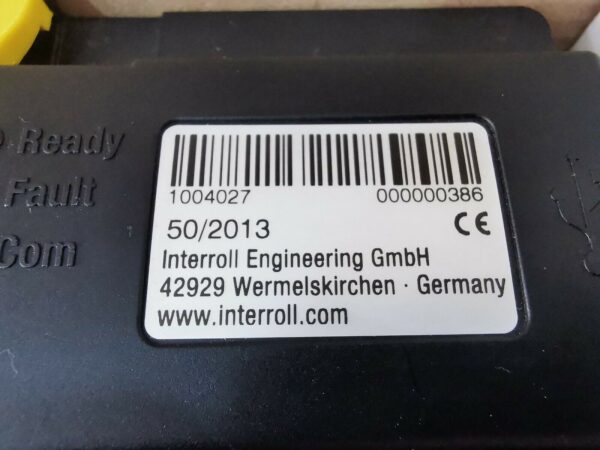 Ready
Fault
Com
1004027 000000386
50/2013 CE
Interroll Engineering GmbH
42929 Wermelskirchen · Germany
www.interroll.com